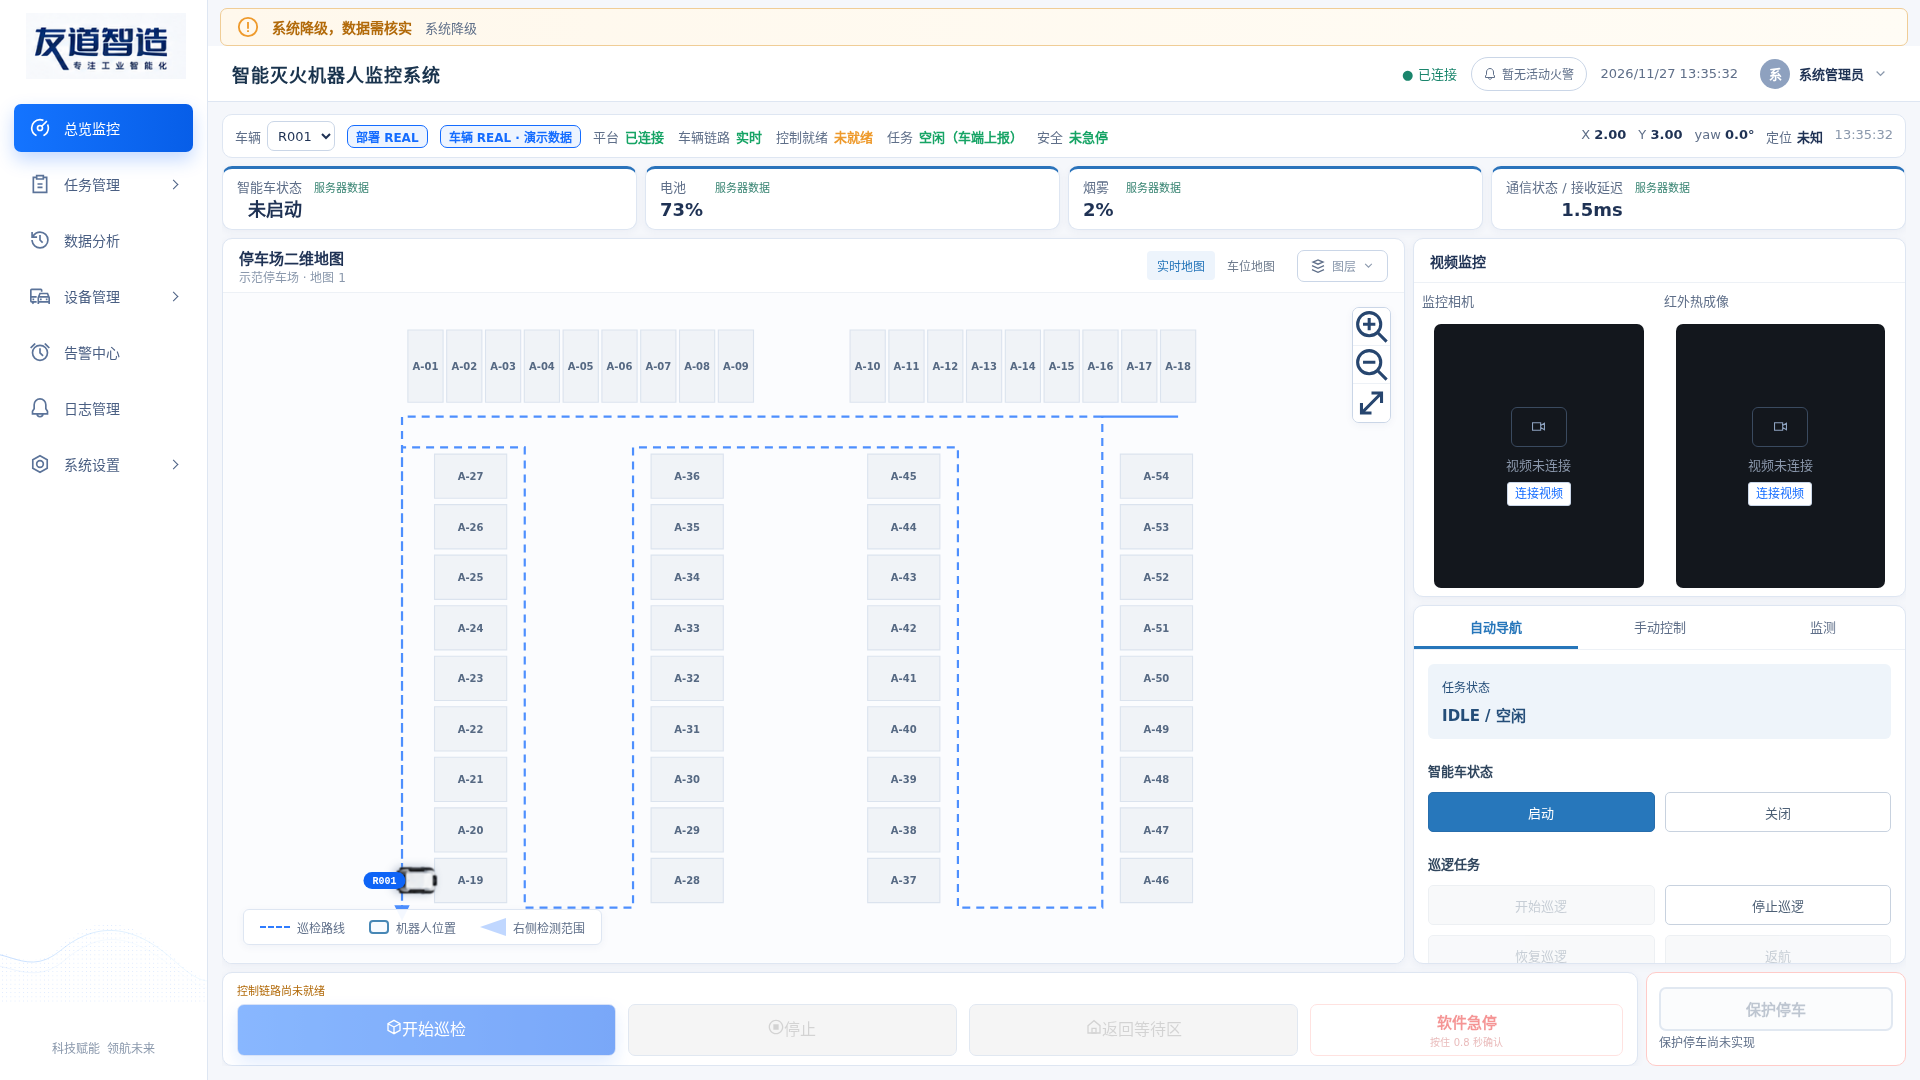 友道智造
专注工业智能化
总览监控
任务管理
数据分析
设备管理
告警中心
日志管理
系统设置
科技赋能 领航未来
系统降级，数据需核实 系统降级
智能灭火机器人监控系统
已连接
暂无活动火警
2026/11/27 13:35:32
系 系统管理员
车辆 R001 部署 REAL 车辆 REAL · 演示数据 平台 已连接 车辆链路 实时 控制就绪 未就绪 任务 空闲（车端上报） 安全 未急停
X 2.00 Y 3.00 yaw 0.0° 定位 未知 13:35:32
智能车状态 服务器数据
未启动
电池 服务器数据
73%
烟雾 服务器数据
2%
通信状态 / 接收延迟 服务器数据
1.5ms
停车场二维地图
示范停车场 · 地图 1
实时地图 车位地图 图层
A-01 A-02 A-03 A-04 A-05 A-06 A-07 A-08 A-09 A-10 A-11 A-12 A-13 A-14 A-15 A-16 A-17 A-18
A-27 A-36 A-45 A-54
A-26 A-35 A-44 A-53
A-25 A-34 A-43 A-52
A-24 A-33 A-42 A-51
A-23 A-32 A-41 A-50
A-22 A-31 A-40 A-49
A-21 A-30 A-39 A-48
A-20 A-29 A-38 A-47
R001 A-19 A-28 A-37 A-46
巡检路线 机器人位置 右侧检测范围
视频监控
监控相机 红外热成像
视频未连接 视频未连接
连接视频 连接视频
自动导航 手动控制 监测
任务状态
IDLE / 空闲
智能车状态
启动 关闭
巡逻任务
开始巡逻 停止巡逻
恢复巡逻 返航
控制链路尚未就绪
开始巡检 停止 返回等待区
软件急停
按住 0.8 秒确认
保护停车
保护停车尚未实现